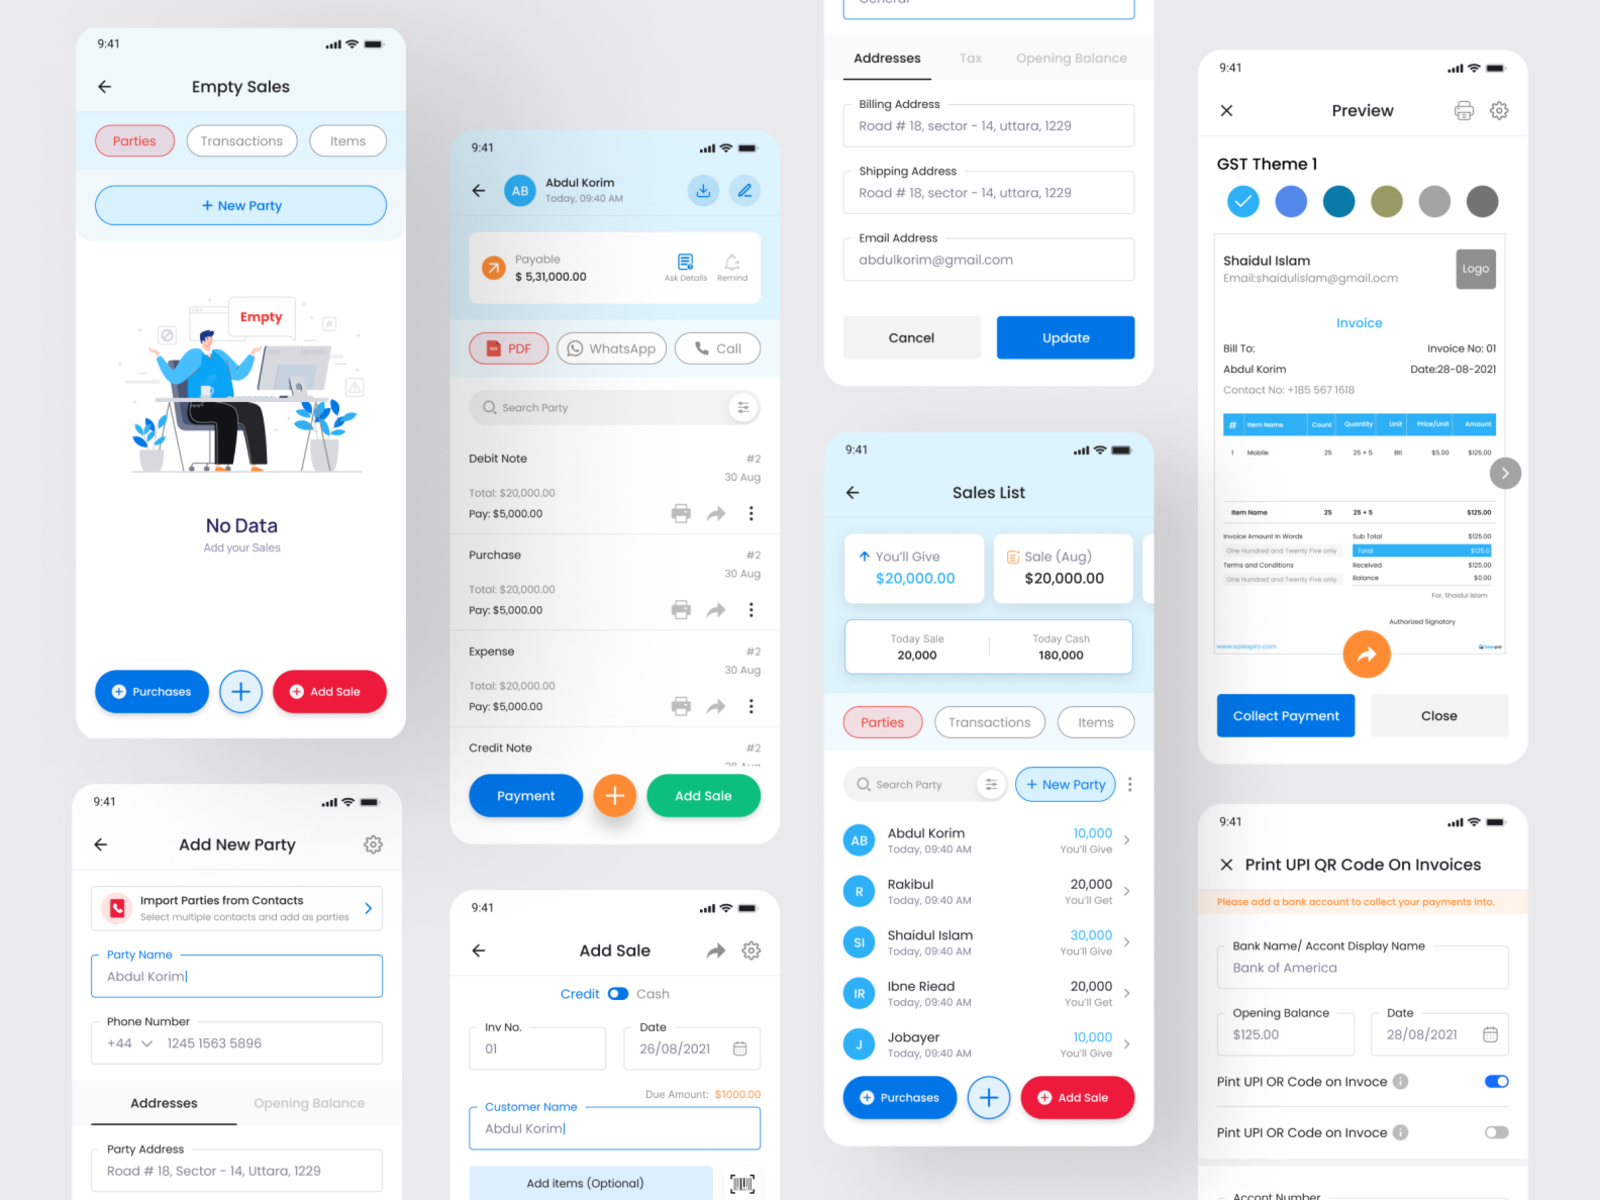 9:41
Empty Sales
Parties
Transactions
Items
+ New Party
Empty
#
No Data
Add your Sales
Purchases
Add Sale
9:41
Add New Party
Import Parties from Contacts
Select multiple contacts and add as parties
Party Name
Abdul Korim
Phone Number
+44
1245 1563 5896
Addresses
Opening Balance
Party Address
Road # 18, Sector - 14, Uttara, 1229
9:41
AB
Abdul Korim
Today, 09:40 AM
Payable
$ 5,31,000.00
Ask Details
Remind
PDF
WhatsApp
Call
Search Party
Debit Note
#2
30 Aug
Total: $20,000.00
Pay: $5,000.00
Purchase
#2
30 Aug
Total: $20,000.00
Pay: $5,000.00
Expense
#2
30 Aug
Total: $20,000.00
Pay: $5,000.00
Credit Note
#2
28 Aug
Payment
Add Sale
9:41
Add Sale
Credit
Cash
Inv No.
01
Date
26/08/2021
Due Amount: $1000.00
Customer Name
Abdul Korim
Add items (Optional)
General
Addresses
Tax
Opening Balance
Billing Address
Road # 18, sector - 14, uttara, 1229
Shipping Address
Road # 18, sector - 14, uttara, 1229
Email Address
abdulkorim@gmail.com
Cancel
Update
9:41
Sales List
You'll Give
$20,000.00
Sale (Aug)
$20,000.00
Today Sale
20,000
Today Cash
180,000
Parties
Transactions
Items
Search Party
+ New Party
AB
Abdul Korim
Today, 09:40 AM
10,000
You'll Give
R
Rakibul
Today, 09:40 AM
20,000
You'll Get
SI
Shaidul Islam
Today, 09:40 AM
30,000
You'll Give
IR
Ibne Riead
Today, 09:40 AM
20,000
You'll Get
J
Jobayer
Today, 09:40 AM
10,000
You'll Give
Purchases
Add Sale
9:41
Preview
GST Theme 1
Shaidul Islam
Email:shaidulislam@gmail.ocm
Logo
Invoice
Bill To:
Invoice No: 01
Abdul Korim
Date:28-08-2021
Contact No: +185 567 1618
# Item Name Count Quantity Unit Price/Unit Amount
1 Mobile 25 25 + 5 Btl $5.00 $125.00
Item Name 25 25 + 5 $125.00
Invoice Amount In Words
Sub Total $125.00
One Hundred and Twenty Five only
Total $125.0
Terms and Conditions
Received $125.00
One Hundred and Twenty Five only
Balance $0.00
For, Shaidul Islam
Authorized Signatory
www.salespro.com
Collect Payment
Close
9:41
Print UPI QR Code On Invoices
Please add a bank account to collect your payments into.
Bank Name/ Accont Display Name
Bank of America
Opening Balance
$125.00
Date
28/08/2021
Pint UPI OR Code on Invoce
Pint UPI OR Code on Invoce
Accont Number